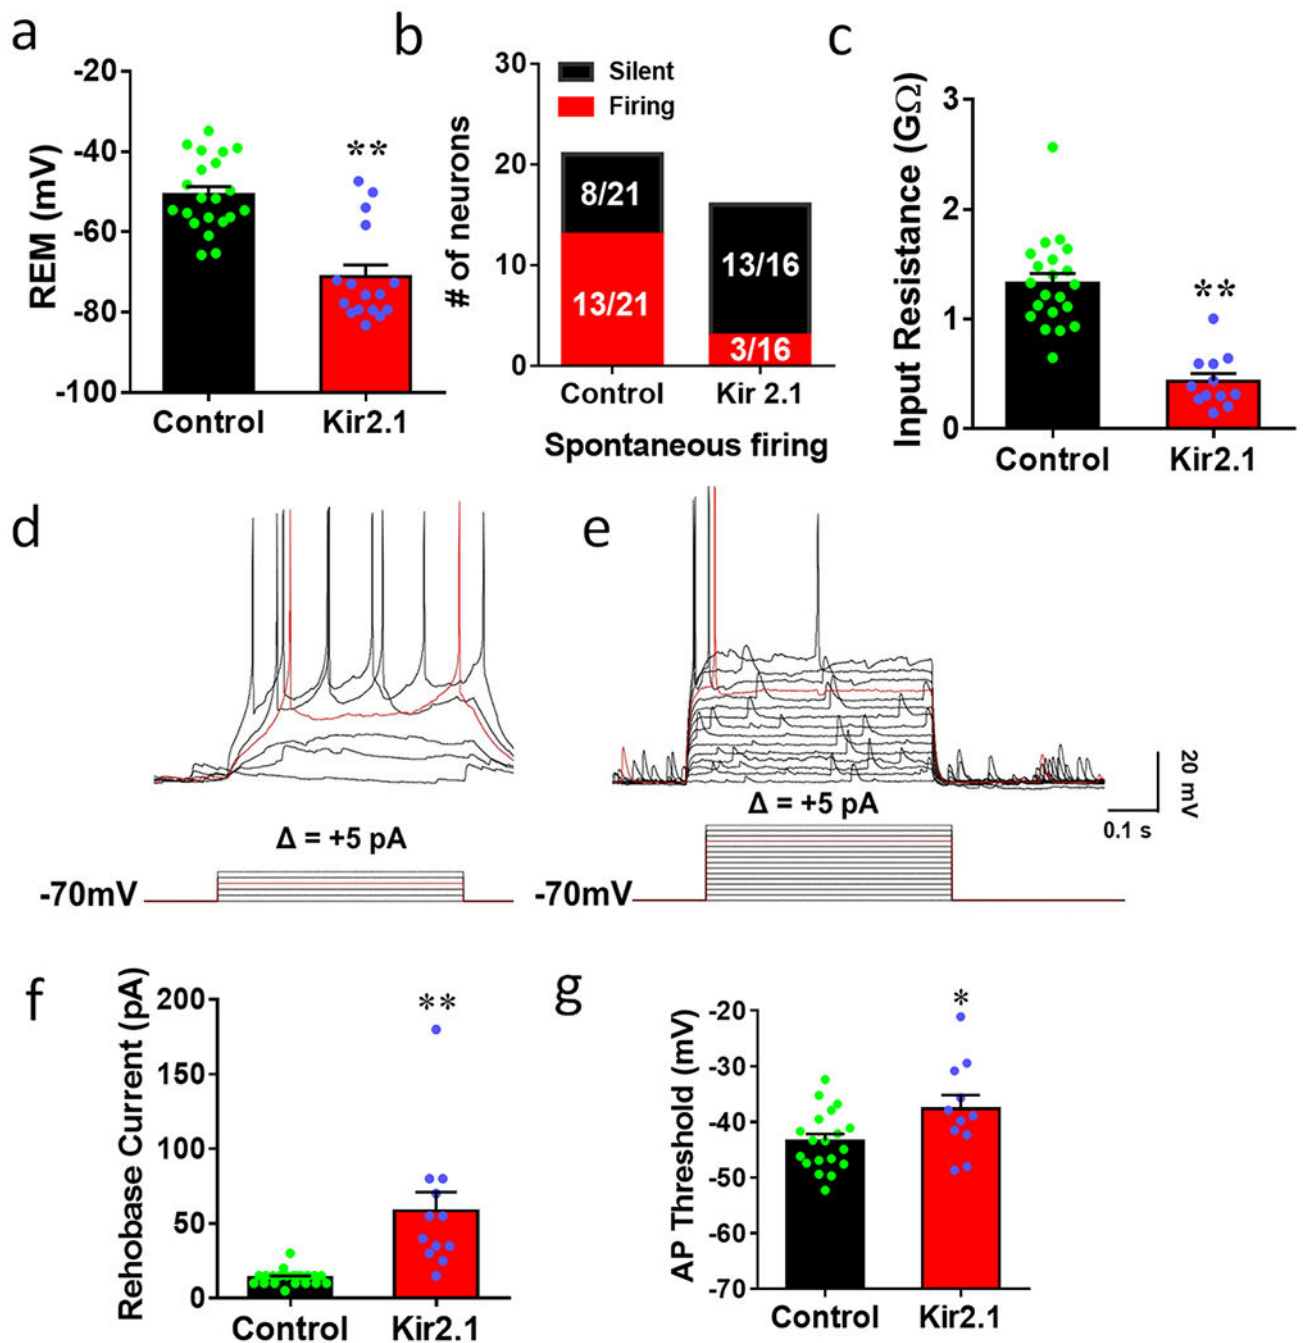 a
-20
-40
-60
-80
-100
REM (mV)
**
Control
Kir2.1
b
30
20
10
0
# of neurons
Silent
Firing
8/21
13/21
13/16
3/16
Control
Kir 2.1
Spontaneous firing
c
3
2
1
0
Input Resistance (GΩ)
**
Control
Kir2.1
d
Δ = +5 pA
-70mV
e
20 mV
0.1 s
Δ = +5 pA
-70mV
f
200
150
100
50
0
Rehobase Current (pA)
**
Control
Kir2.1
g
-20
-30
-40
-50
-60
-70
AP Threshold (mV)
*
Control
Kir2.1